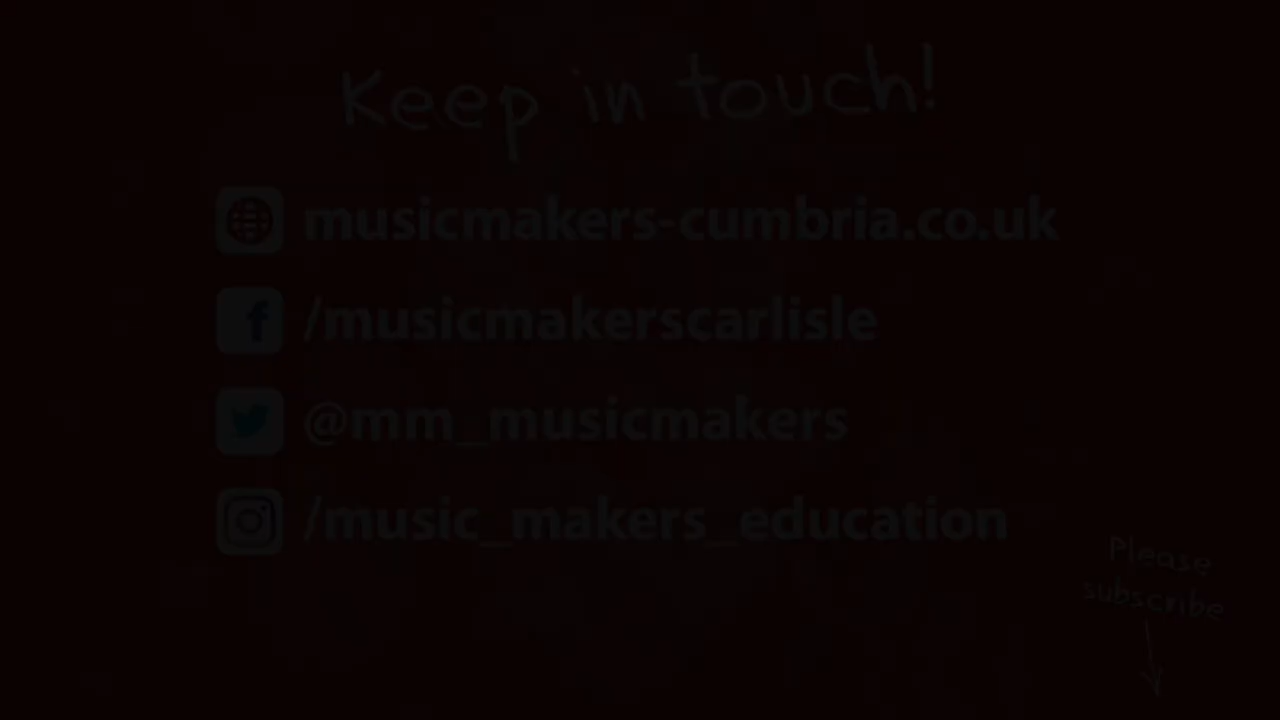 Keep in touch!
musicmakers-cumbria.co.uk
/musicmakerscarlisle
@mm_musicmakers
/music_makers_education
Please
subscribe